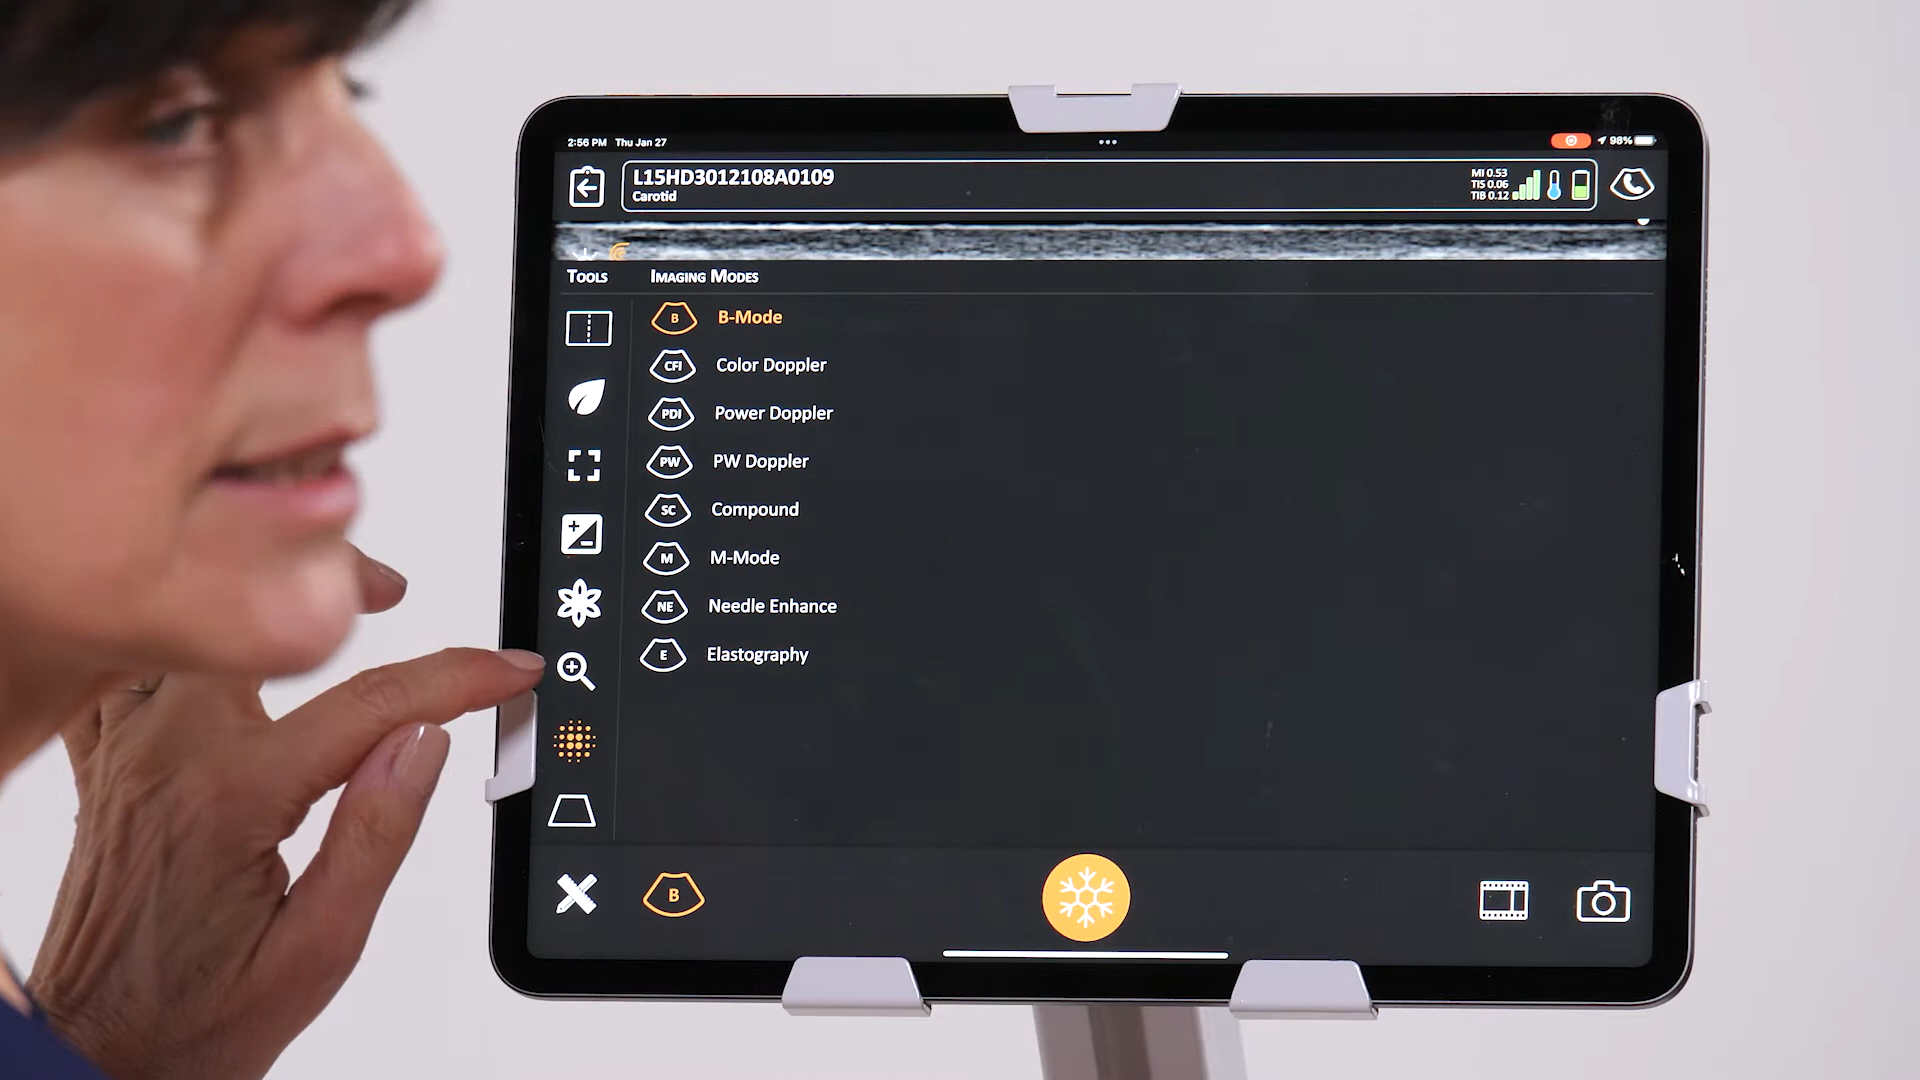 2:56 PM Thu Jan 27
98%
L15HD3012108A0109
Carotid
MI 0.53
TIS 0.06
TIB 0.12
Tools
Imaging Modes
B B-Mode
CFI Color Doppler
PDI Power Doppler
PW PW Doppler
SC Compound
M M-Mode
NE Needle Enhance
E Elastography
B